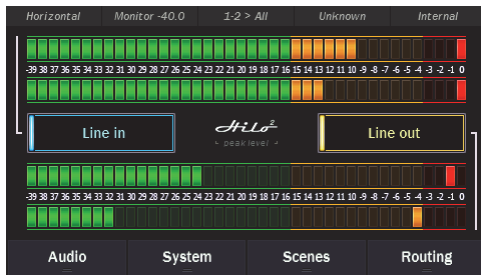 Horizontal Monitor -40.0 1-2 > All Unknown Internal
-39 38 37 36 35 34 33 32 31 30 29 28 27 26 25 24 23 22 21 20 19 18 17 16 15 14 13 12 11 10 -9 -8 -7 -6 -5 -4 -3 -2 -1 0
Line in Hilo² Line out
peak level
-39 38 37 36 35 34 33 32 31 30 29 28 27 26 25 24 23 22 21 20 19 18 17 16 15 14 13 12 11 10 -9 -8 -7 -6 -5 -4 -3 -2 -1 0
Audio System Scenes Routing